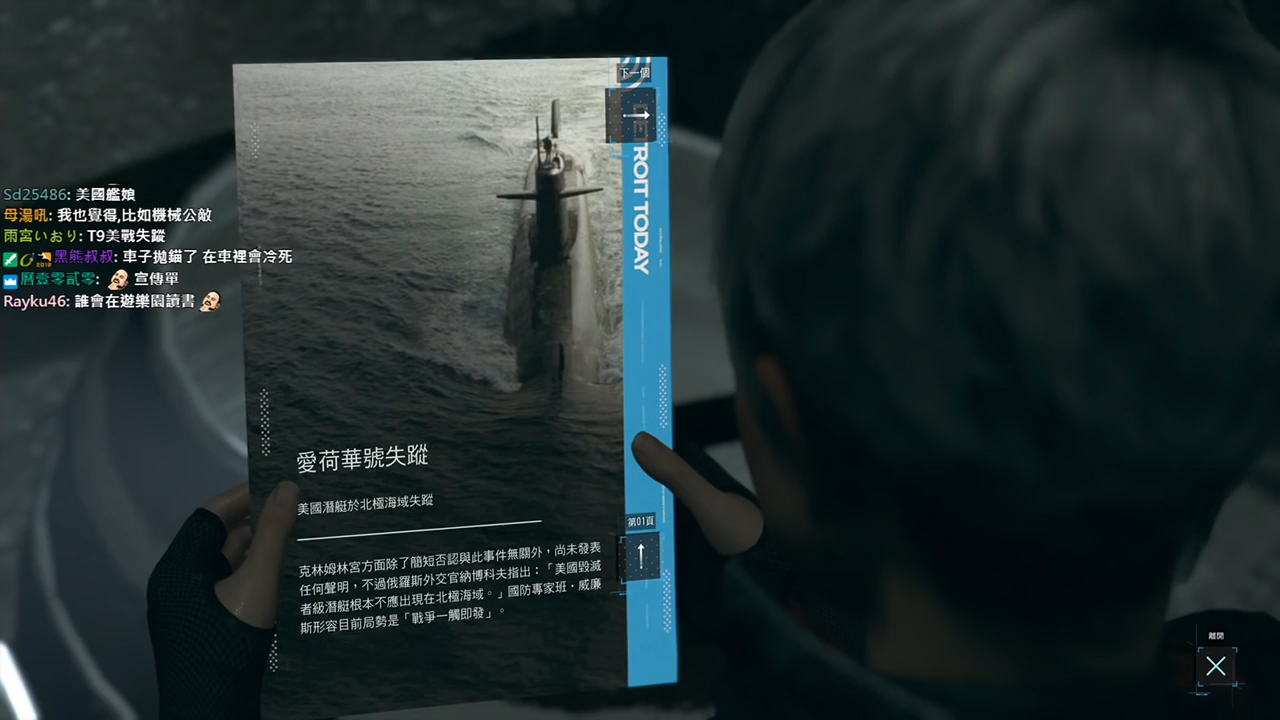 Sd25486: 美國艦娘
母湯吼: 我也覺得,比如機械公敵
雨宮いおり: T9美戰失蹤
黑熊叔叔: 車子拋錨了 在車裡會冷死
曆壹零貳零: 宣傳單
Rayku46: 誰會在遊樂園讀書
下一個
ROIT TODAY
愛荷華號失蹤
美國潛艇於北極海域失蹤
克林姆林宮方面除了簡短否認與此事件無關外，尚未發表
任何聲明，不過俄羅斯外交官納博科夫指出：「美國毀滅
者級潛艇根本不應出現在北極海域。」國防專家班・威廉
斯形容目前局勢是「戰爭一觸即發」。
第01頁
離開